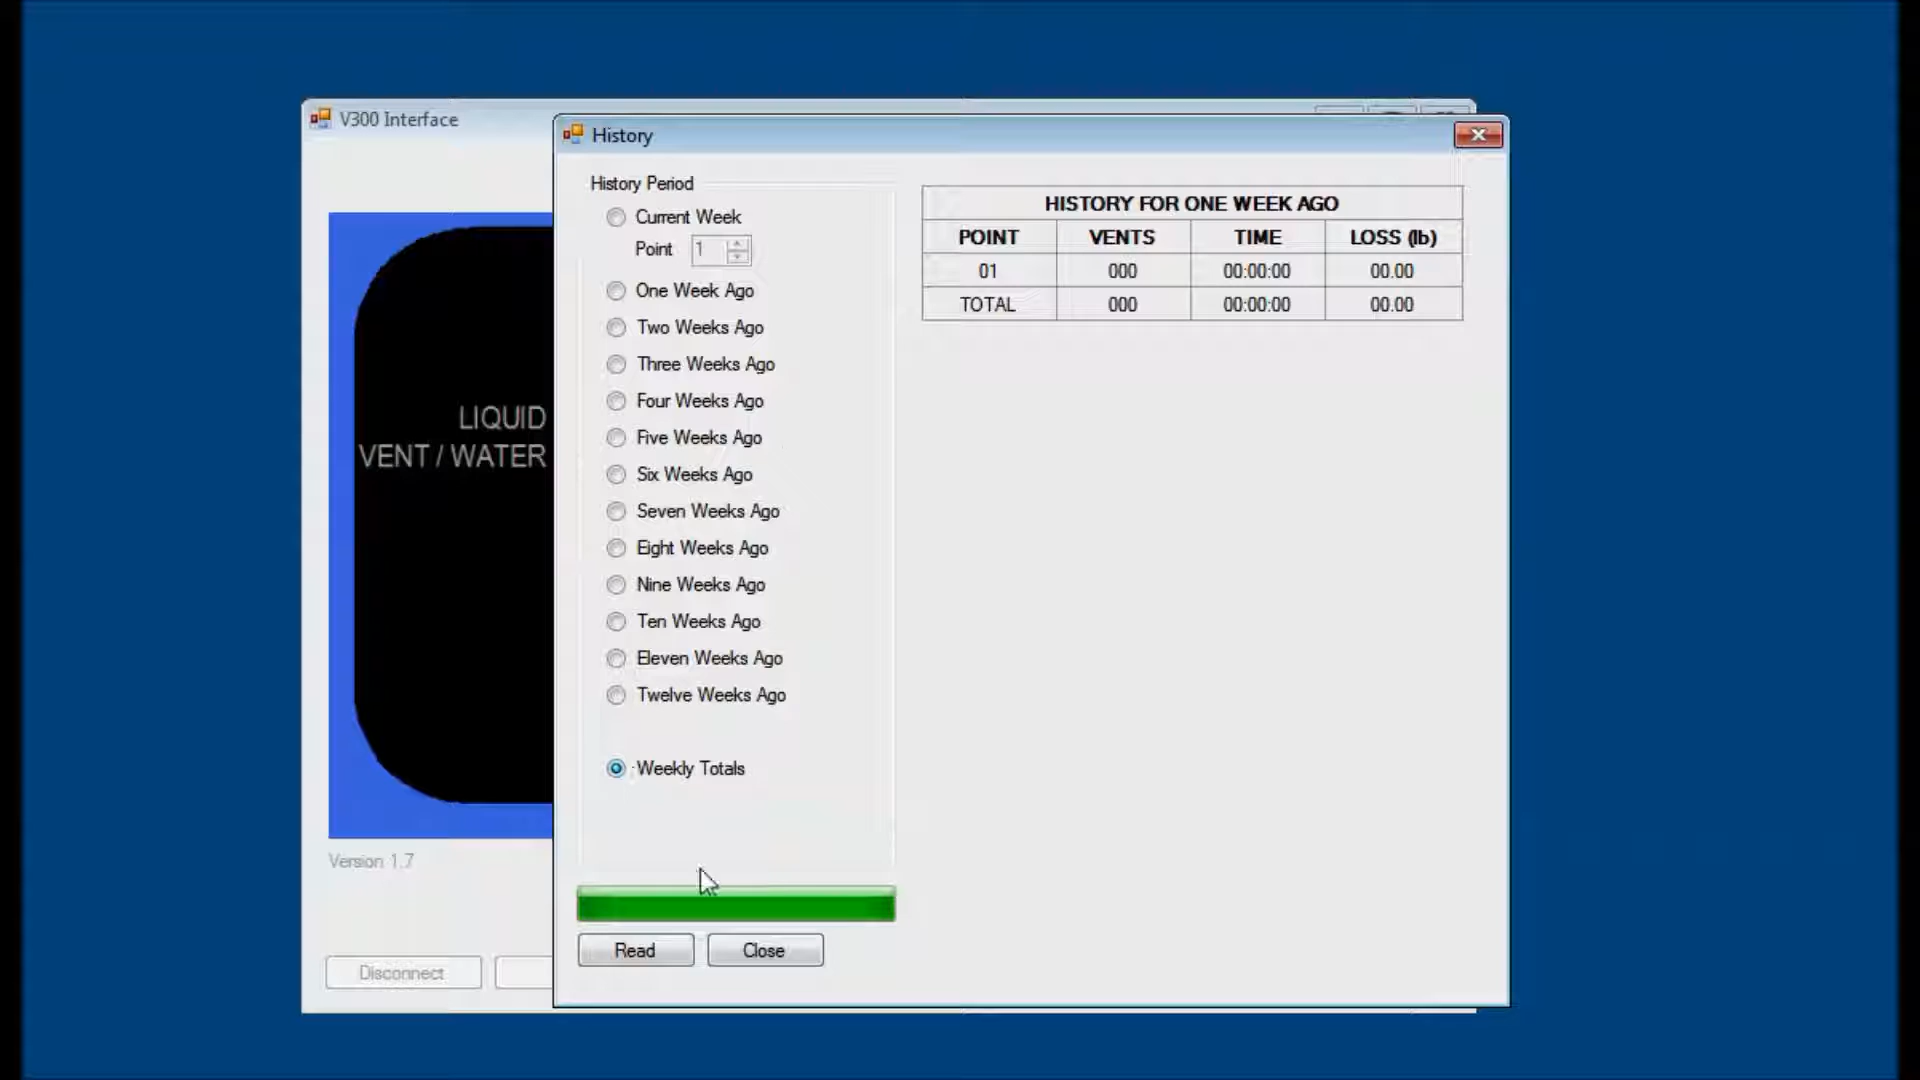 V300 Interface
History
History Period
Current Week
Point 1
One Week Ago
Two Weeks Ago
Three Weeks Ago
Four Weeks Ago
Five Weeks Ago
Six Weeks Ago
Seven Weeks Ago
Eight Weeks Ago
Nine Weeks Ago
Ten Weeks Ago
Eleven Weeks Ago
Twelve Weeks Ago
Weekly Totals
Read Close
HISTORY FOR ONE WEEK AGO
POINT VENTS TIME LOSS (lb)
01 000 00:00:00 00.00
TOTAL 000 00:00:00 00.00
LIQUID
VENT / WATER
Version 1.7
Disconnect